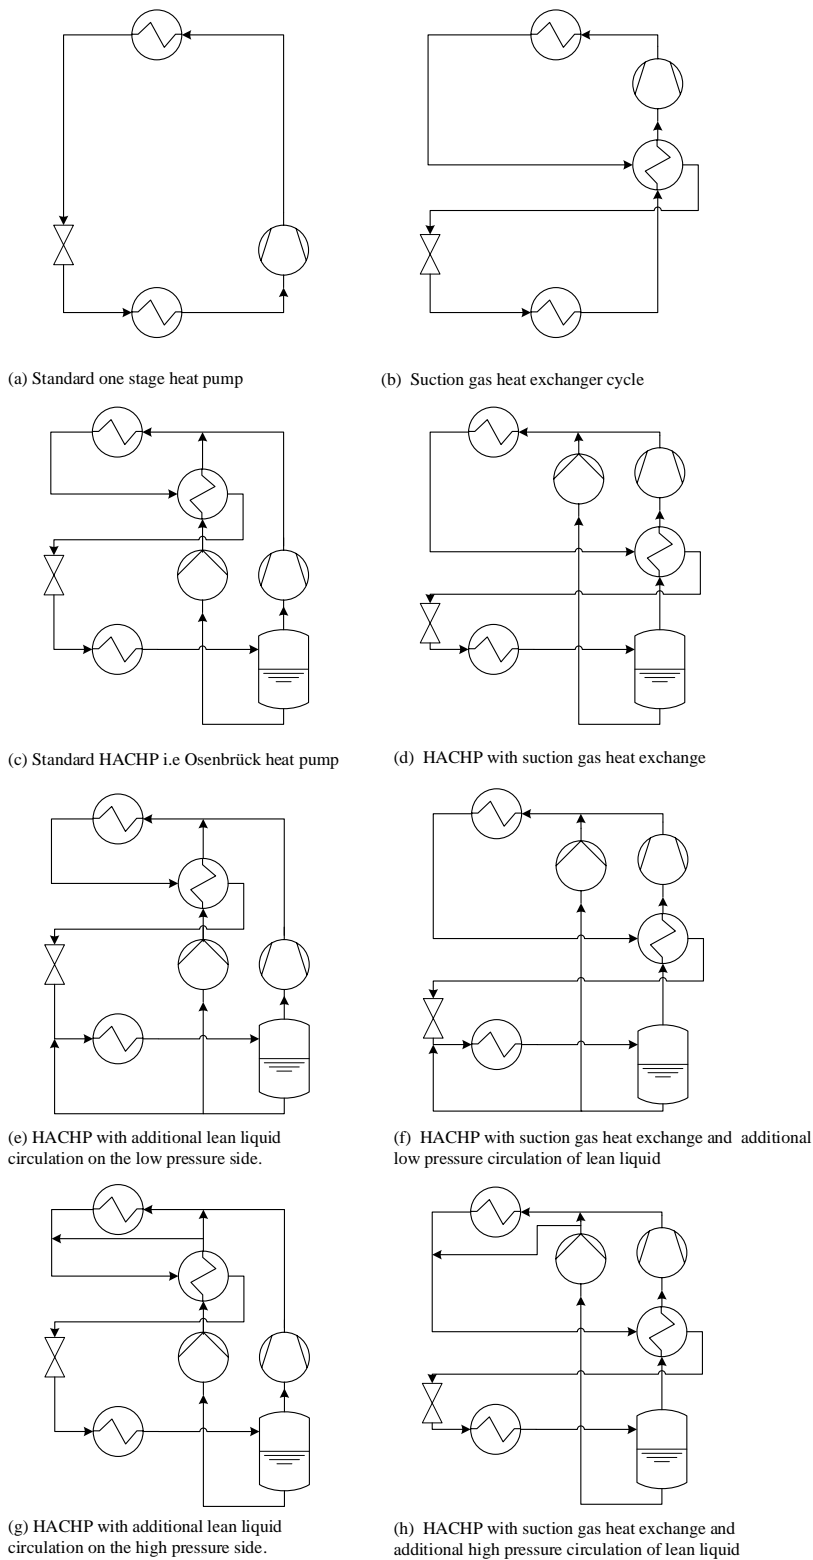 (a) Standard one stage heat pump
(b) Suction gas heat exchanger cycle
(c) Standard HACHP i.e Osenbrück heat pump
(d) HACHP with suction gas heat exchange
(e) HACHP with additional lean liquid
circulation on the low pressure side.
(f) HACHP with suction gas heat exchange and additional
low pressure circulation of lean liquid
(g) HACHP with additional lean liquid
circulation on the high pressure side.
(h) HACHP with suction gas heat exchange and
additional high pressure circulation of lean liquid